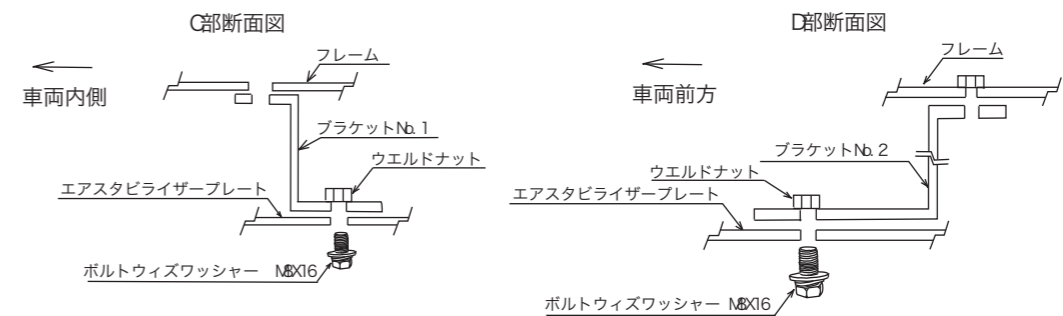 C部断面図
フレーム
車両内側
ブラケットNo.1
ウエルドナット
エアスタビライザープレート
ボルトウィズワッシャー M8X16
D部断面図
フレーム
車両前方
ブラケットNo.2
ウエルドナット
エアスタビライザープレート
ボルトウィズワッシャー M8X16